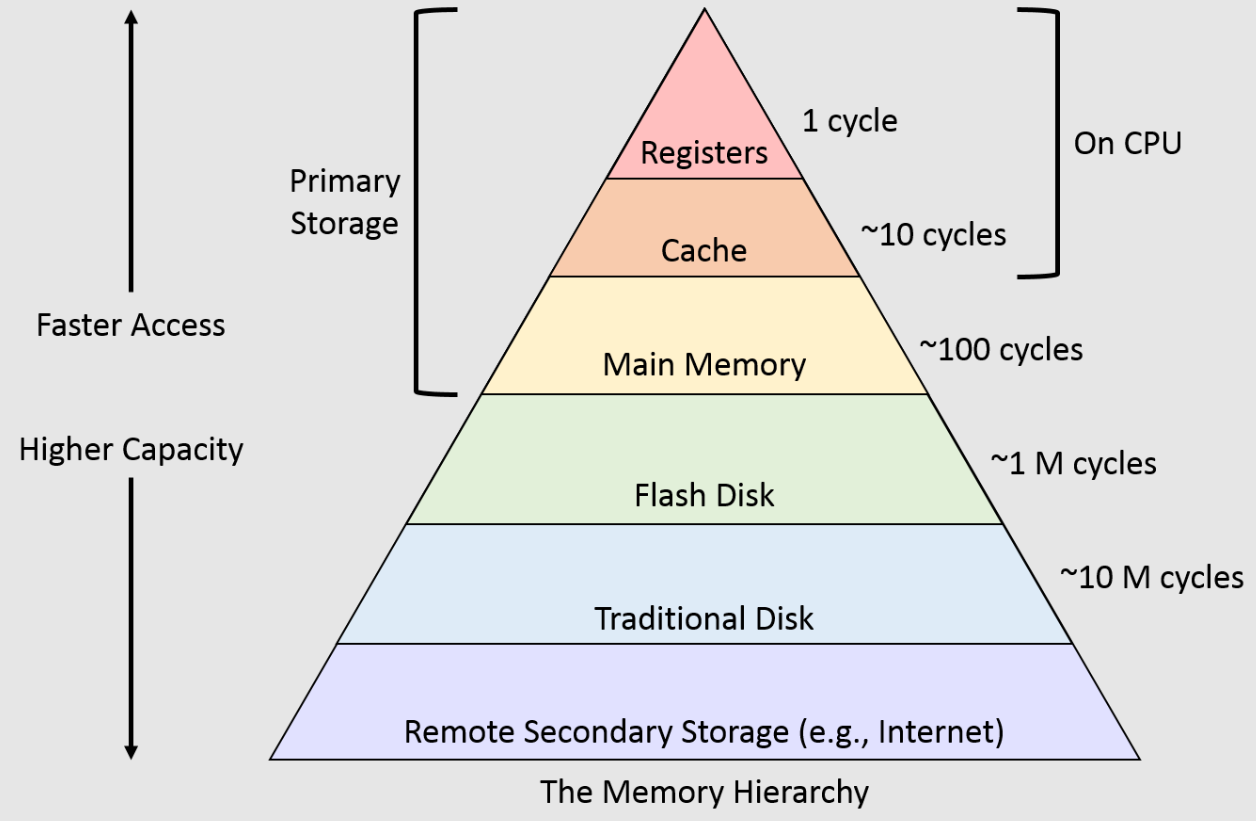 1 cycle
Registers
On CPU
Primary
Storage
~10 cycles
Cache
Faster Access
~100 cycles
Main Memory
Higher Capacity
~1 M cycles
Flash Disk
~10 M cycles
Traditional Disk
Remote Secondary Storage (e.g., Internet)
The Memory Hierarchy